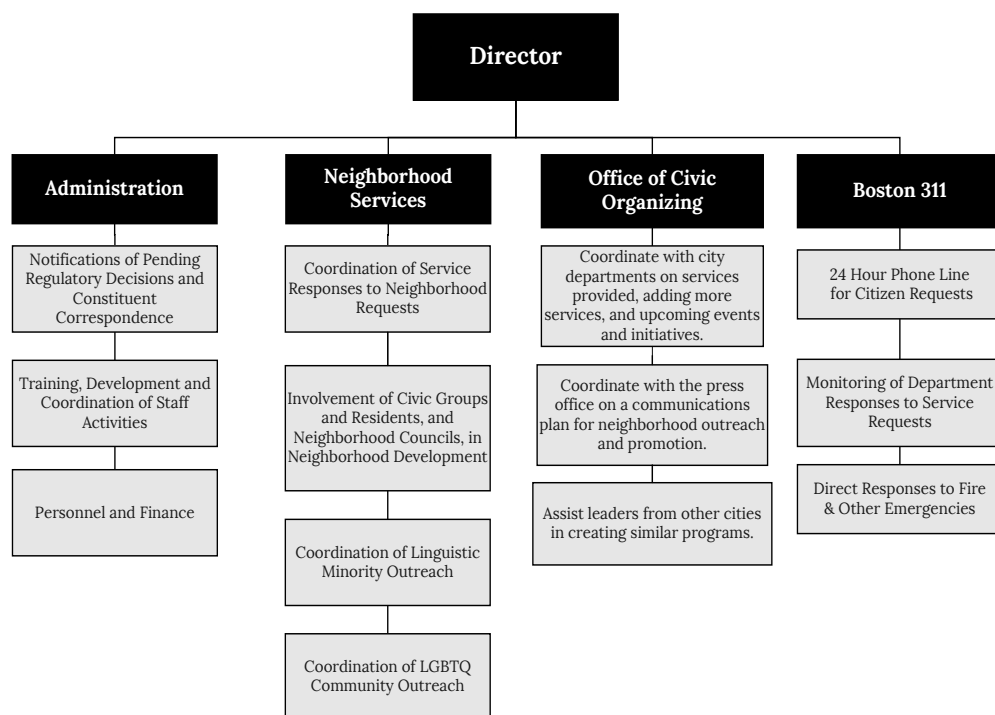 Director
Administration
Notifications of Pending
Regulatory Decisions and
Constituent
Correspondence
Training, Development and
Coordination of Staff
Activities
Personnel and Finance
Neighborhood
Services
Coordination of Service
Responses to Neighborhood
Requests
Involvement of Civic Groups
and Residents, and
Neighborhood Councils, in
Neighborhood Development
Coordination of Linguistic
Minority Outreach
Coordination of LGBTQ
Community Outreach
Office of Civic
Organizing
Coordinate with city
departments on services
provided, adding more
services, and upcoming events
and initiatives.
Coordinate with the press
office on a communications
plan for neighborhood outreach
and promotion.
Assist leaders from other cities
in creating similar programs.
Boston 311
24 Hour Phone Line
for Citizen Requests
Monitoring of Department
Responses to Service
Requests
Direct Responses to Fire
& Other Emergencies